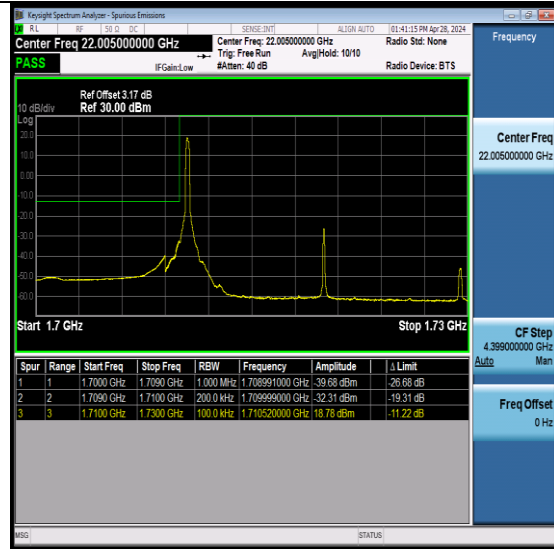 Keysight Spectrum Analyzer - Spurious Emissions
RL RF 50 Ω DC SENSE:INT ALIGN AUTO 01:41:15 PM Apr 28, 2024
Center Freq 22.005000000 GHz
PASS
IFGain:Low
Center Freq: 22.005000000 GHz
Trig: Free Run Avg|Hold: 10/10
#Atten: 40 dB
Radio Std: None
Radio Device: BTS
Ref Offset 3.17 dB
10 dB/div Ref 30.00 dBm
Log
20.0
10.0
0.00
-10.0
-20.0
-30.0
-40.0
-50.0
-60.0
Start 1.7 GHz Stop 1.73 GHz
Spur Range Start Freq Stop Freq RBW Frequency Amplitude Δ Limit
1 1 1.7000 GHz 1.7090 GHz 1.000 MHz 1.708991000 GHz -39.68 dBm -26.68 dB
2 2 1.7090 GHz 1.7100 GHz 200.0 kHz 1.709999000 GHz -32.31 dBm -19.31 dB
3 3 1.7100 GHz 1.7300 GHz 100.0 kHz 1.710520000 GHz 18.78 dBm -11.22 dB
MSG STATUS
Frequency
Center Freq
22.005000000 GHz
CF Step
4.399000000 GHz
Auto Man
Freq Offset
0 Hz